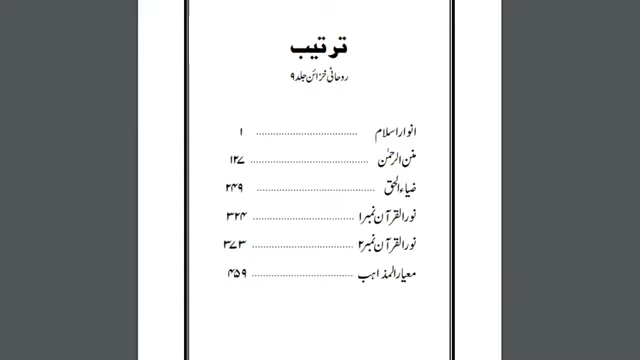 ترتیب
روحانی خزائن جلد ۹
انوار اسلام ........................ ۱
منن الرحمٰن ........................ ۱۲۷
ضیاء الحق ........................ ۲۴۹
نور القرآن نمبر ۱ ........................ ۳۲۴
نور القرآن نمبر ۲ ........................ ۳۷۳
معیار المذاہب ........................ ۴۵۹